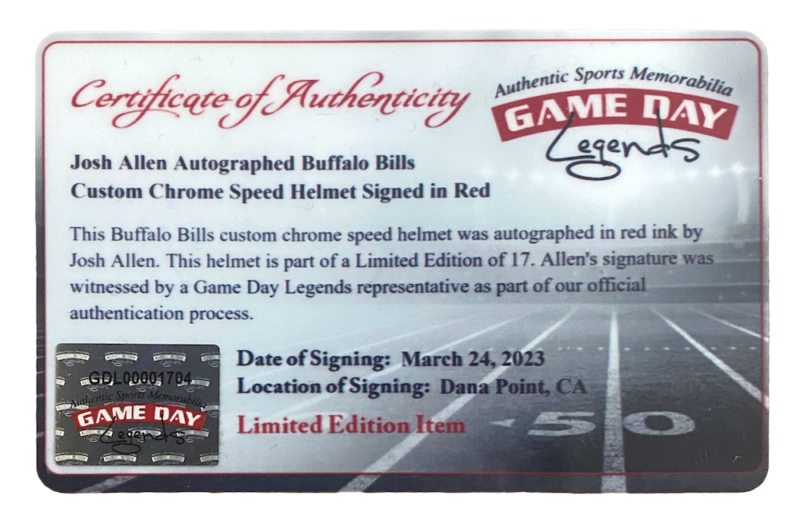 Certificate of Authenticity
Authentic Sports Memorabilia
GAME DAY
Legends
Josh Allen Autographed Buffalo Bills
Custom Chrome Speed Helmet Signed in Red
This Buffalo Bills custom chrome speed helmet was autographed in red ink by
Josh Allen. This helmet is part of a Limited Edition of 17. Allen's signature was
witnessed by a Game Day Legends representative as part of our official
authentication process.
GDL00001704
Authentic Sports Memorabilia
GAME DAY
Legends
Date of Signing: March 24, 2023
Location of Signing: Dana Point, CA
Limited Edition Item
50